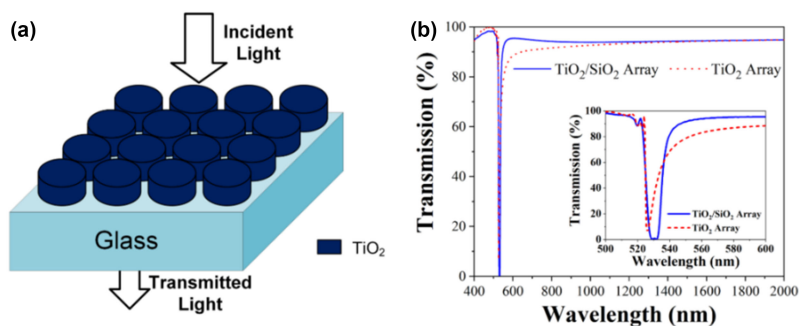 (a)
Incident
Light
Glass
TiO2
Transmitted
Light
(b)
100
80
60
40
20
0
Transmission (%)
TiO2/SiO2 Array
TiO2 Array
100
80
60
40
20
0
Transmission (%)
TiO2/SiO2 Array
TiO2 Array
500 520 540 560 580 600
Wavelength (nm)
400 600 800 1000 1200 1400 1600 1800 2000
Wavelength (nm)